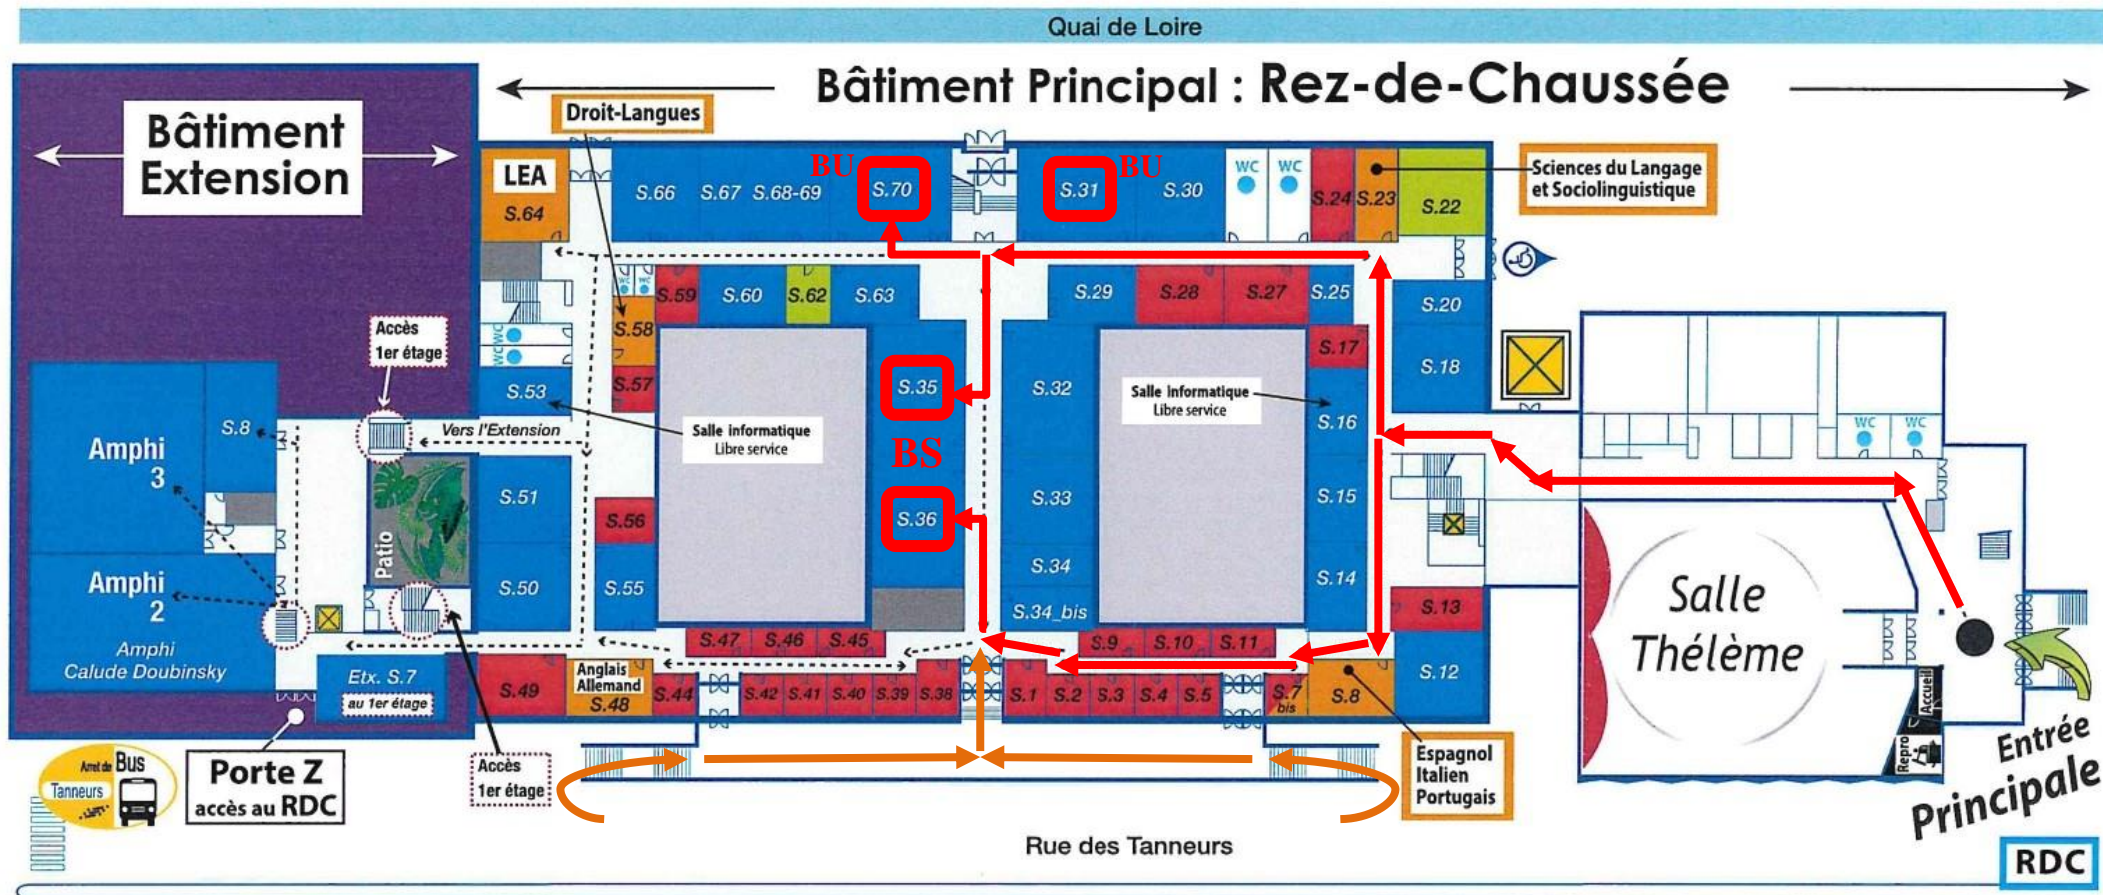 Quai de Loire
Bâtiment Principal : Rez-de-Chaussée
Bâtiment
Extension
Droit-Langues
LEA
S.64
S.66
S.67
S.68-69
BU
S.70
S.31
BU
S.30
WC
WC
S.24
S.23
S.22
Sciences du Langage
et Sociolinguistique
S.59
S.60
S.62
S.63
S.29
S.28
S.27
S.25
S.20
WC
WC
S.58
S.57
Accès
1er étage
WC
WC
S.53
S.35
S.32
S.17
S.18
Salle informatique
Libre service
Salle informatique
Libre service
S.16
S.8
Amphi
3
Vers l'Extension
BS
WC
WC
S.51
S.56
S.36
S.33
S.15
Patio
Amphi
2
Amphi
Calude Doubinsky
S.50
S.55
S.34
S.34_bis
S.14
S.13
Salle
Thélème
S.47
S.46
S.45
S.9
S.10
S.11
S.12
Etx. S.7
au 1er étage
S.49
Anglais
Allemand
S.48
S.44
S.42
S.41
S.40
S.39
S.38
S.1
S.2
S.3
S.4
S.5
S.7
bis
S.8
Accueil
Repro
Entrée
Principale
Arret de Bus
Tanneurs
Porte Z
accès au RDC
Accès
1er étage
Espagnol
Italien
Portugais
Rue des Tanneurs
RDC